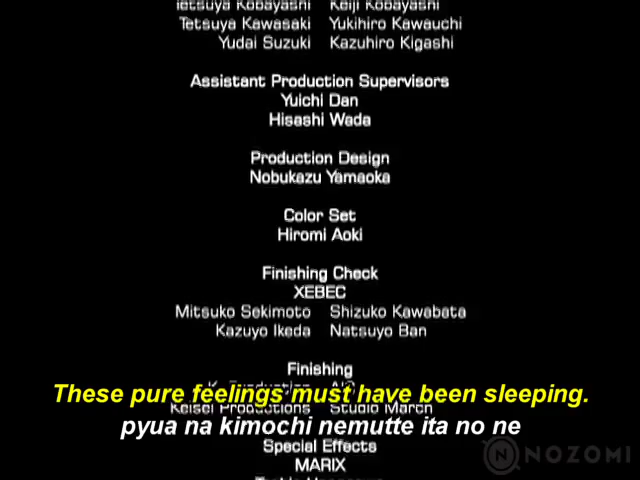 Tetsuya Kobayashi Keiji Kobayashi
Tetsuya Kawasaki Yukihiro Kawauchi
Yudai Suzuki Kazuhiro Kigashi
Assistant Production Supervisors
Yuichi Dan
Hisashi Wada
Production Design
Nobukazu Yamaoka
Color Set
Hiromi Aoki
Finishing Check
XEBEC
Mitsuko Sekimoto Shizuko Kawabata
Kazuyo Ikeda Natsuyo Ban
Finishing
These pure feelings must have been sleeping.
Keisei Productions Studio March
pyua na kimochi nemutte ita no ne
Special Effects
NOZOMI
MARIX